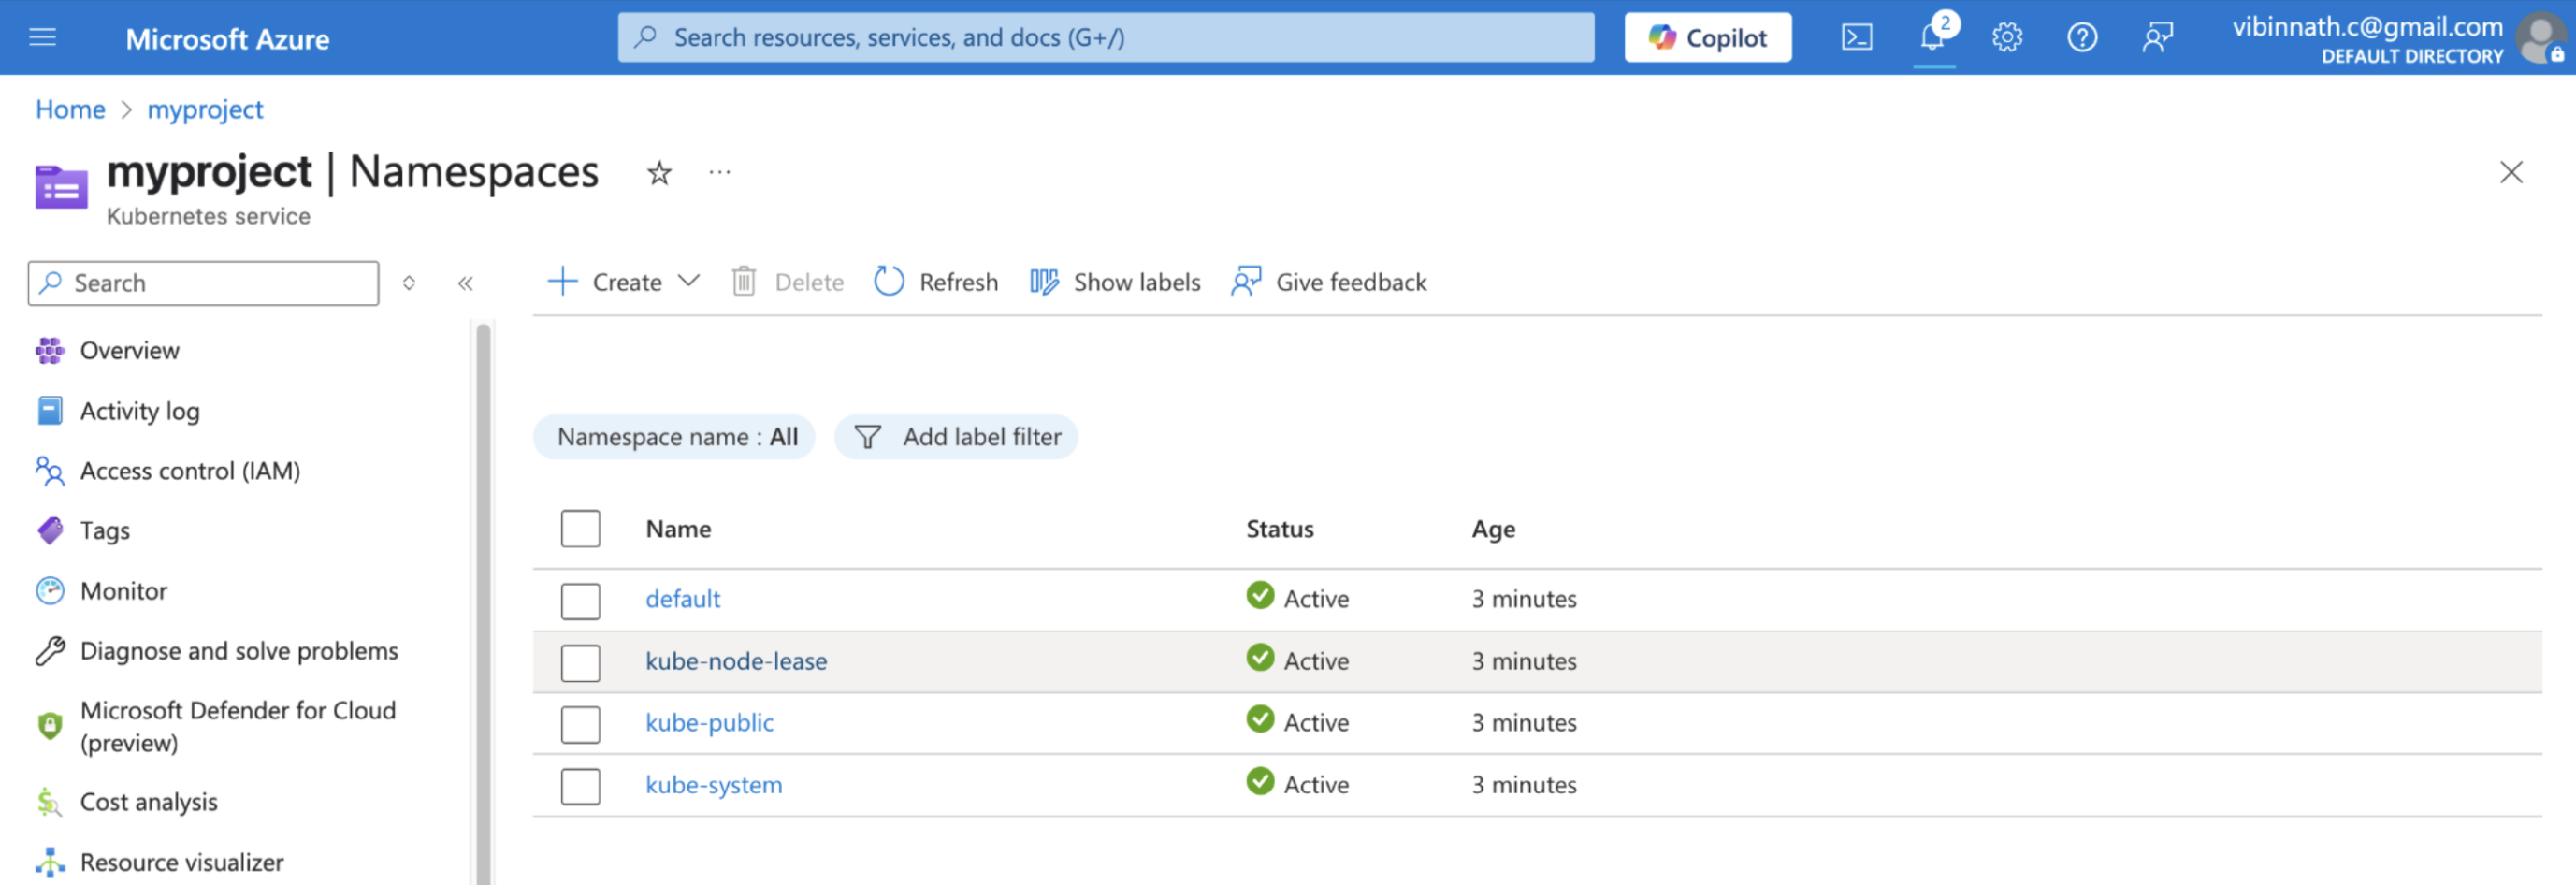 Microsoft Azure
Search resources, services, and docs (G+/)
Copilot
2
vibinnath.c@gmail.com
DEFAULT DIRECTORY
Home > myproject
myproject | Namespaces
Kubernetes service
Search
Create
Delete
Refresh
Show labels
Give feedback
Overview
Activity log
Access control (IAM)
Tags
Monitor
Diagnose and solve problems
Microsoft Defender for Cloud
(preview)
Cost analysis
Resource visualizer
Namespace name : All
Add label filter
Name Status Age
default Active 3 minutes
kube-node-lease Active 3 minutes
kube-public Active 3 minutes
kube-system Active 3 minutes